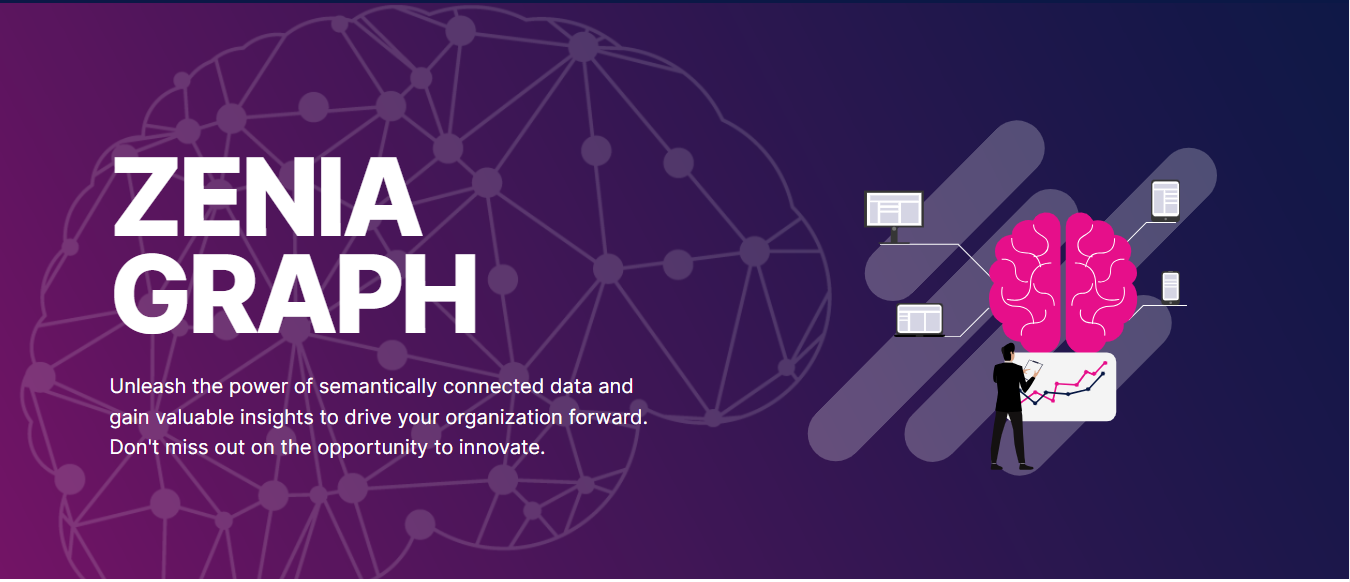 ZENIA
GRAPH
Unleash the power of semantically connected data and
gain valuable insights to drive your organization forward.
Don't miss out on the opportunity to innovate.